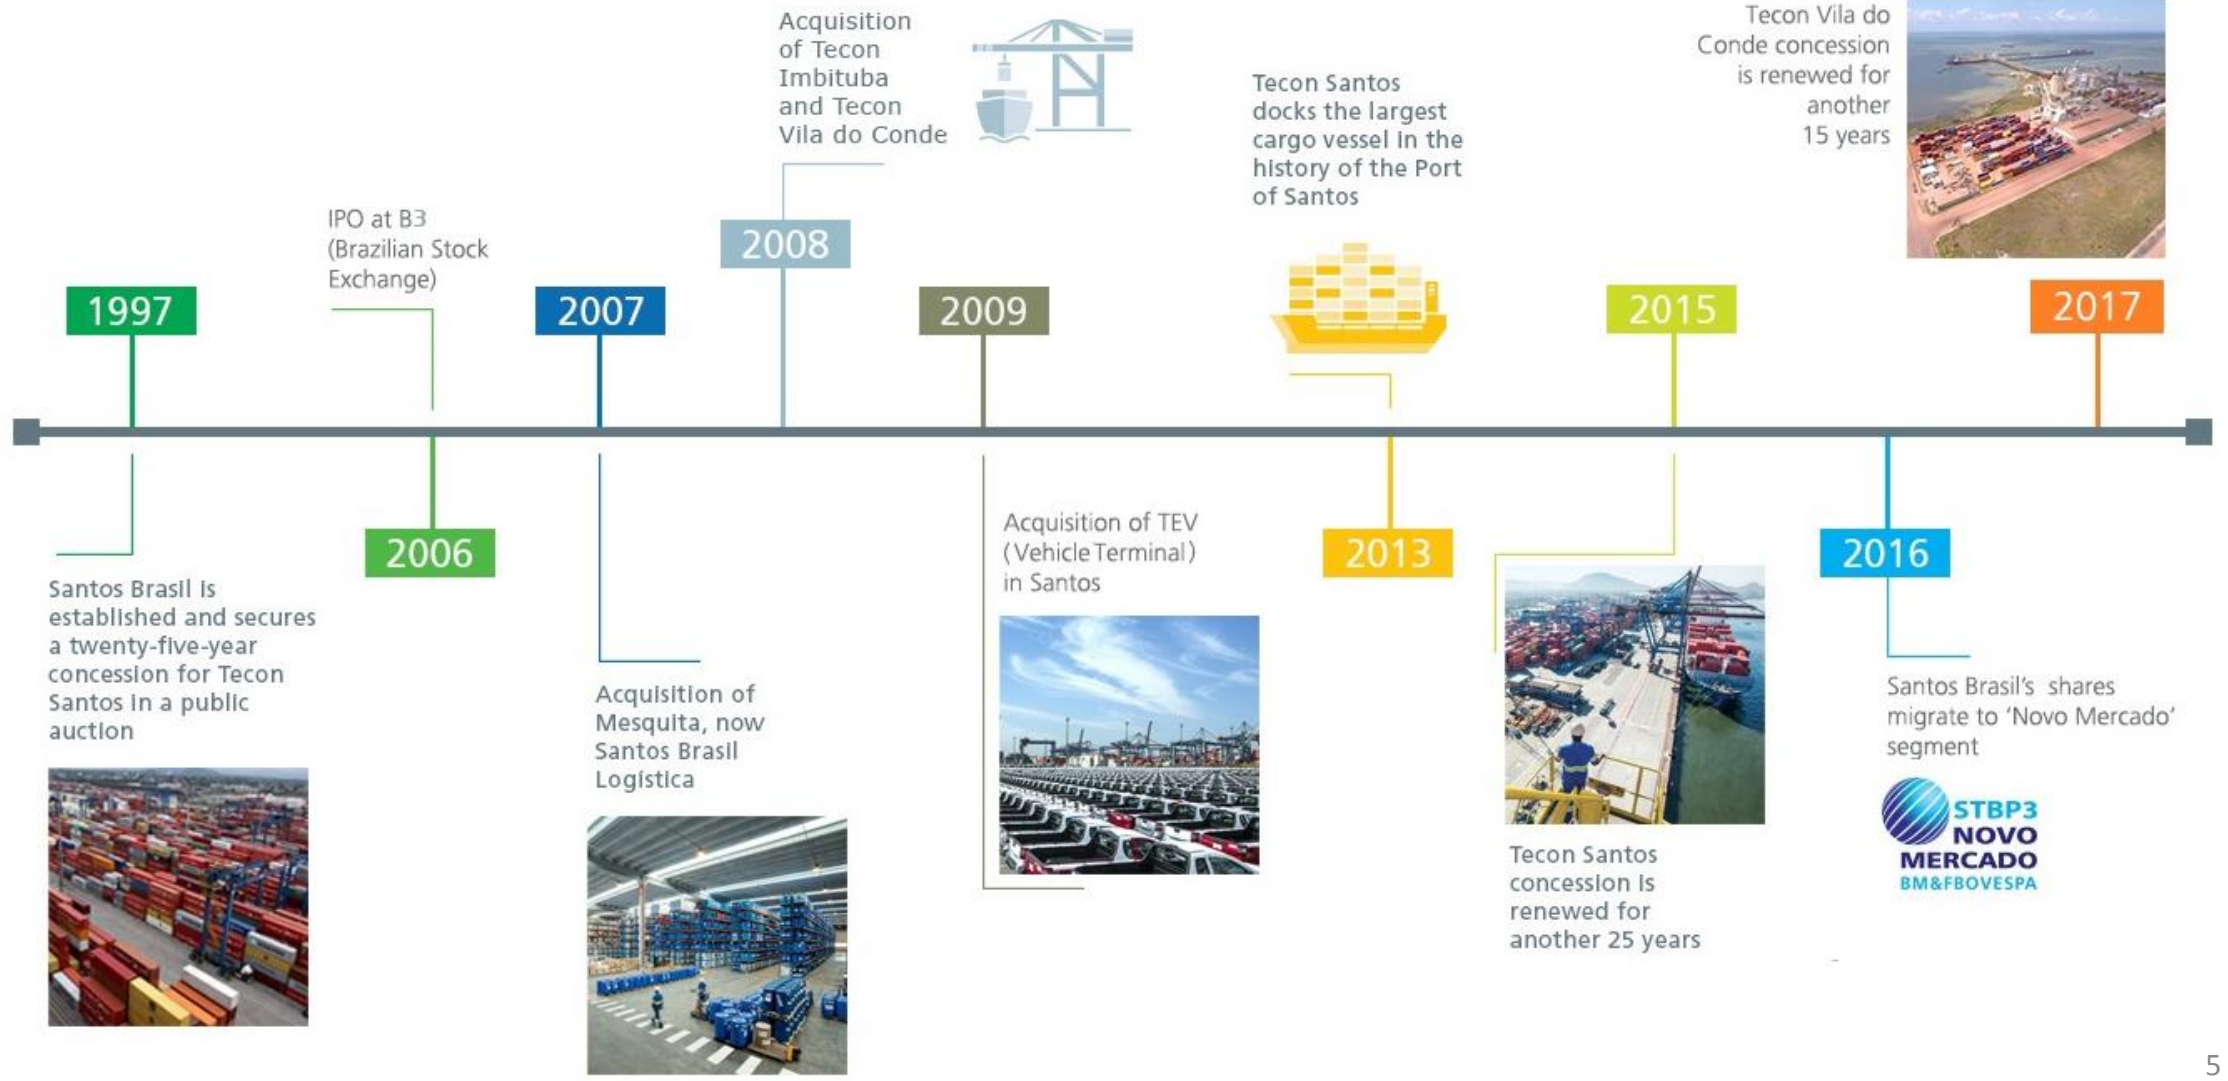 1997
Santos Brasil is
established and secures
a twenty-five-year
concession for Tecon
Santos in a public
auction
IPO at B3
(Brazilian Stock
Exchange)
2006
2007
Acquisition of
Mesquita, now
Santos Brasil
Logística
Acquisition
of Tecon
Imbituba
and Tecon
Vila do Conde
2008
2009
Acquisition of TEV
(Vehicle Terminal)
in Santos
Tecon Santos
docks the largest
cargo vessel in the
history of the Port
of Santos
2013
2015
Tecon Santos
concession is
renewed for
another 25 years
2016
Santos Brasil’s shares
migrate to ‘Novo Mercado’
segment
STBP3
NOVO
MERCADO
BM&FBOVESPA
Tecon Vila do
Conde concession
is renewed for
another
15 years
2017
5